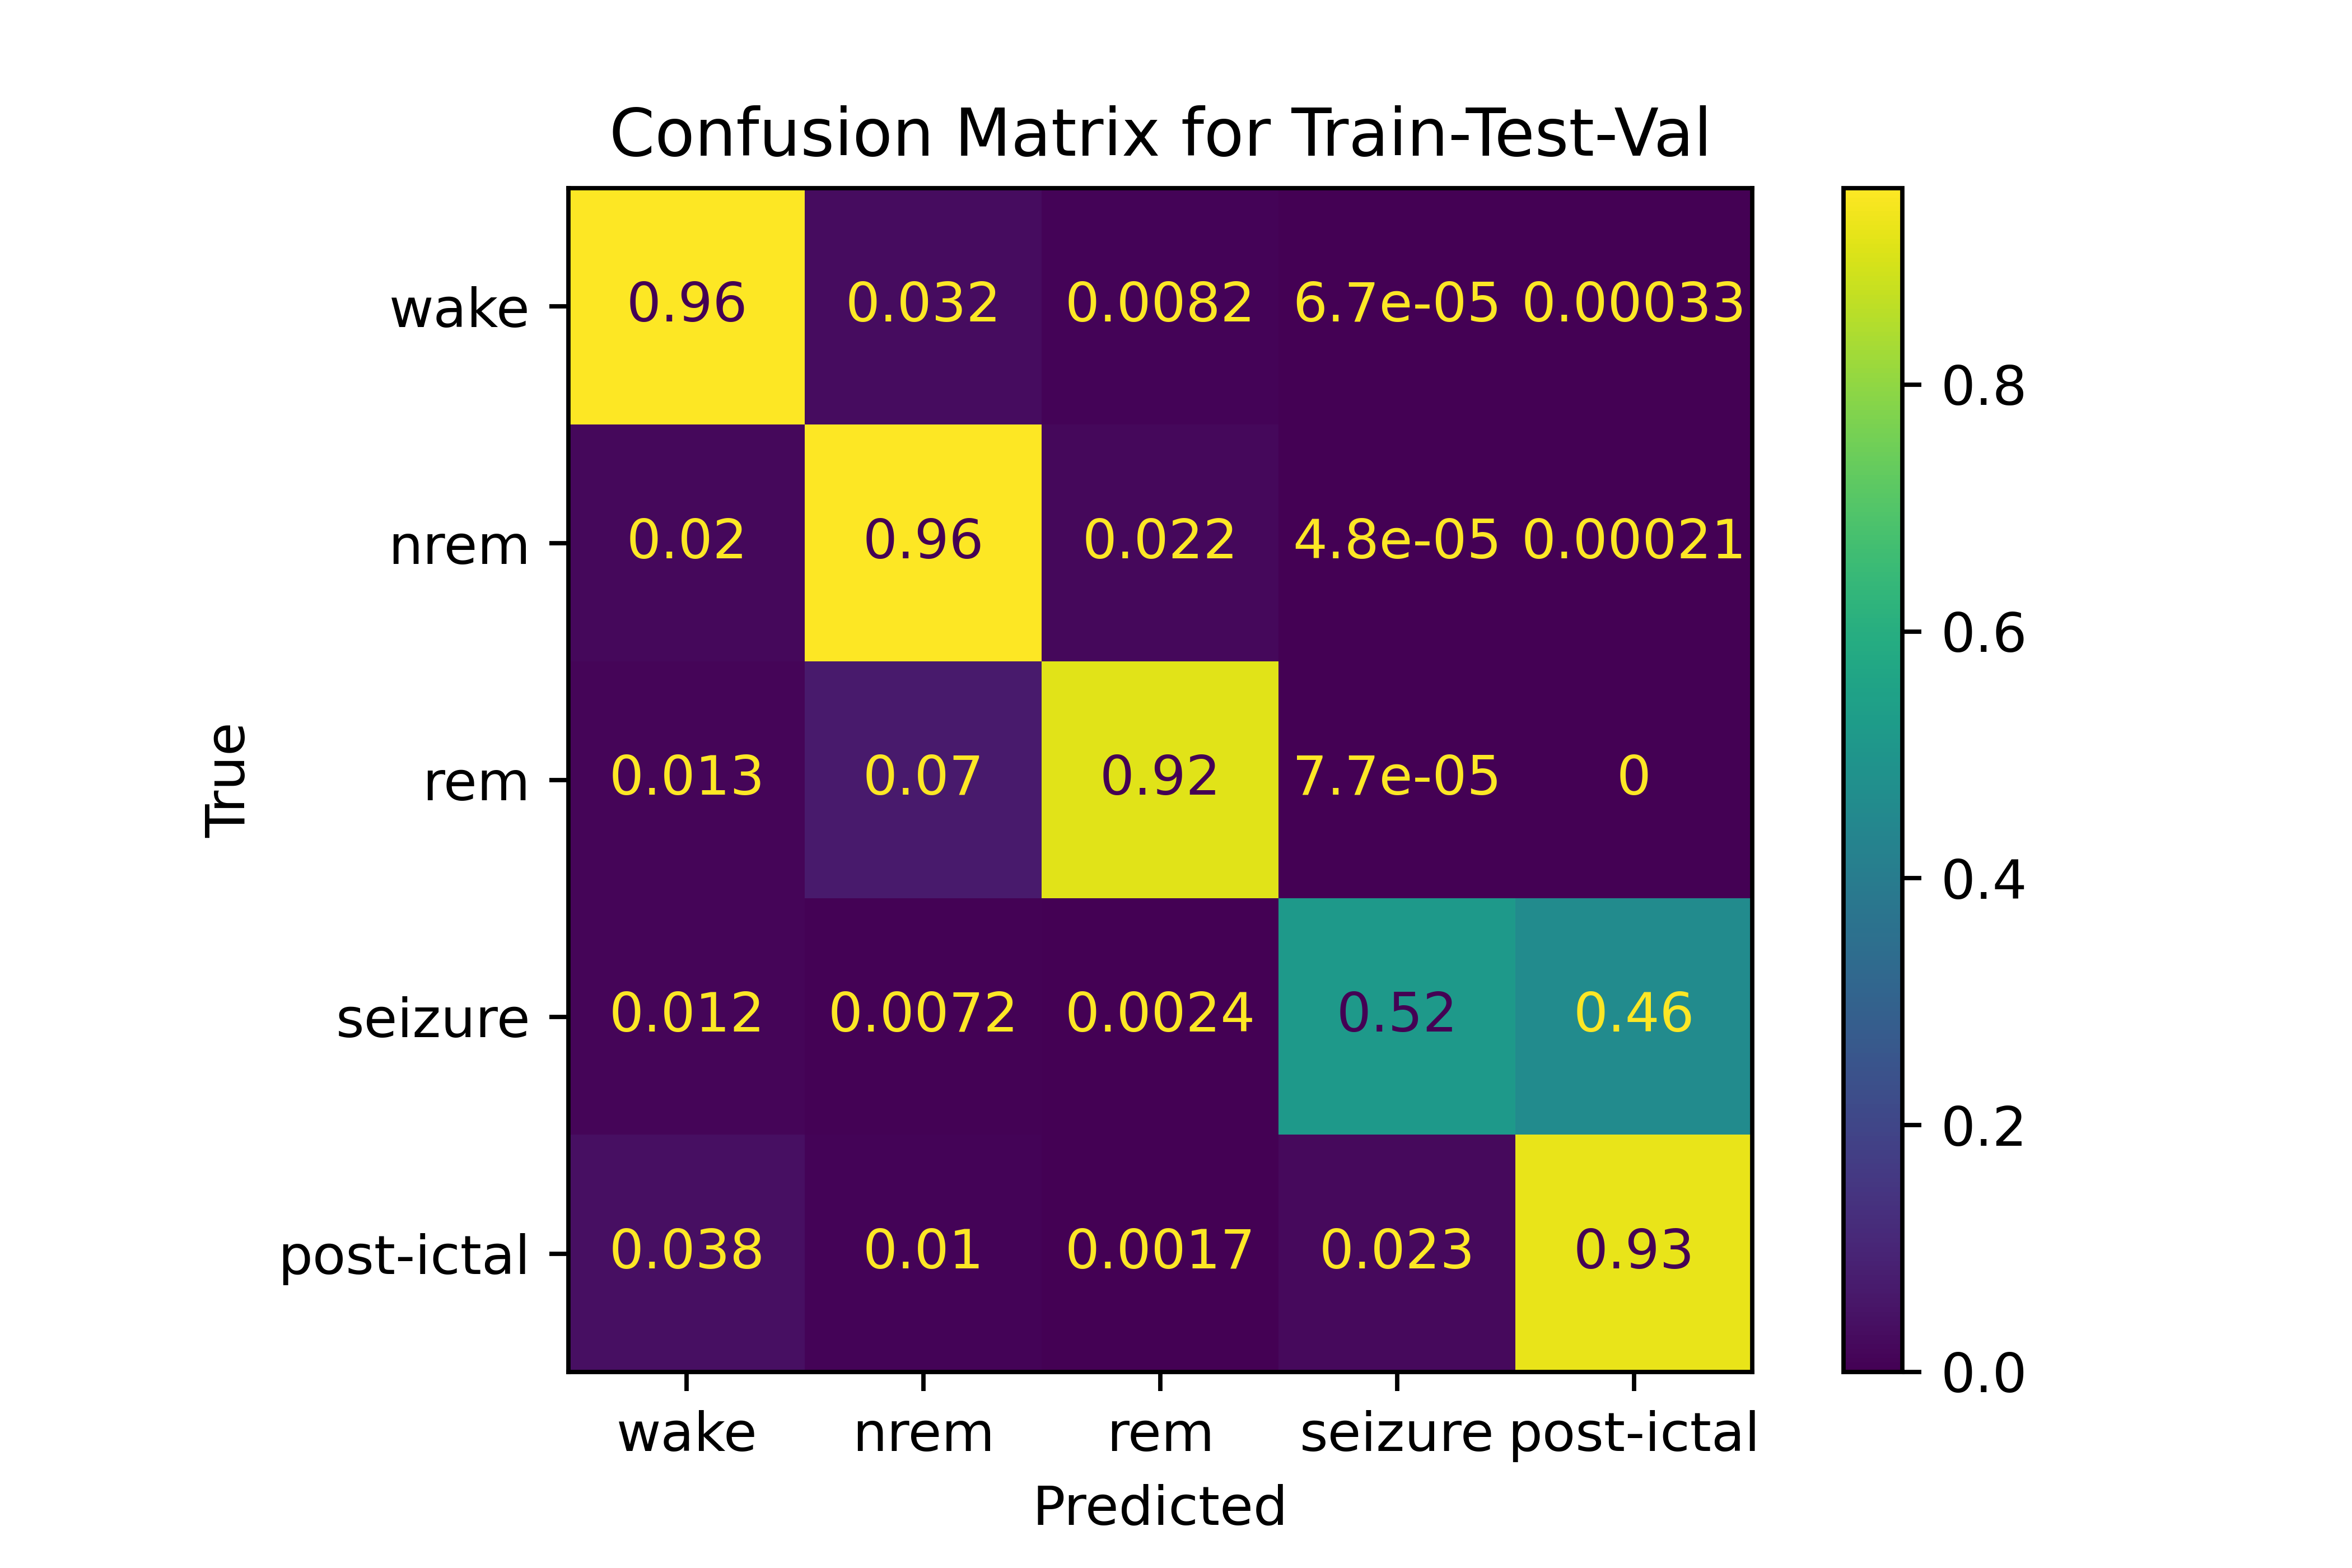 Confusion Matrix for Train-Test-Val
wake 0.96 0.032 0.0082 6.7e-05 0.00033
nrem 0.02 0.96 0.022 4.8e-05 0.00021
rem 0.013 0.07 0.92 7.7e-05 0
seizure 0.012 0.0072 0.0024 0.52 0.46
post-ictal 0.038 0.01 0.0017 0.023 0.93
wake nrem rem seizure post-ictal
Predicted
True
0.8
0.6
0.4
0.2
0.0